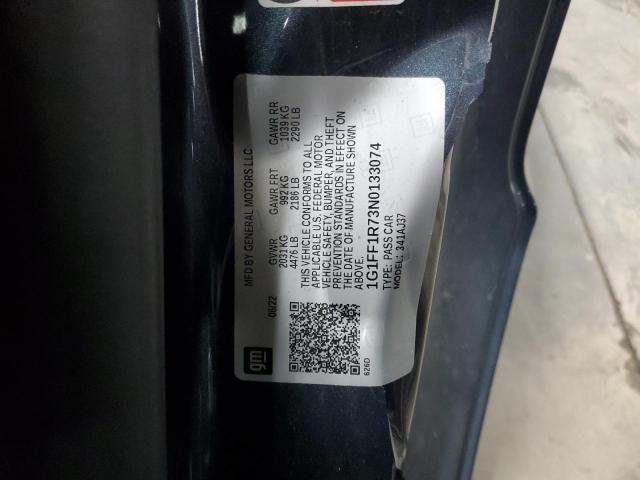 MFD BY GENERAL MOTORS LLC
06/22 GVWR GAWR FRT GAWR RR
2031 KG 992 KG 1039 KG
4476 LB 2186 LB 2290 LB
THIS VEHICLE CONFORMS TO ALL
APPLICABLE U.S. FEDERAL MOTOR
VEHICLE SAFETY, BUMPER, AND THEFT
PREVENTION STANDARDS IN EFFECT ON
THE DATE OF MANUFACTURE SHOWN
ABOVE.
1G1FF1R73N0133074
TYPE: PASS CAR
MODEL: 341AJ37
gm
626D